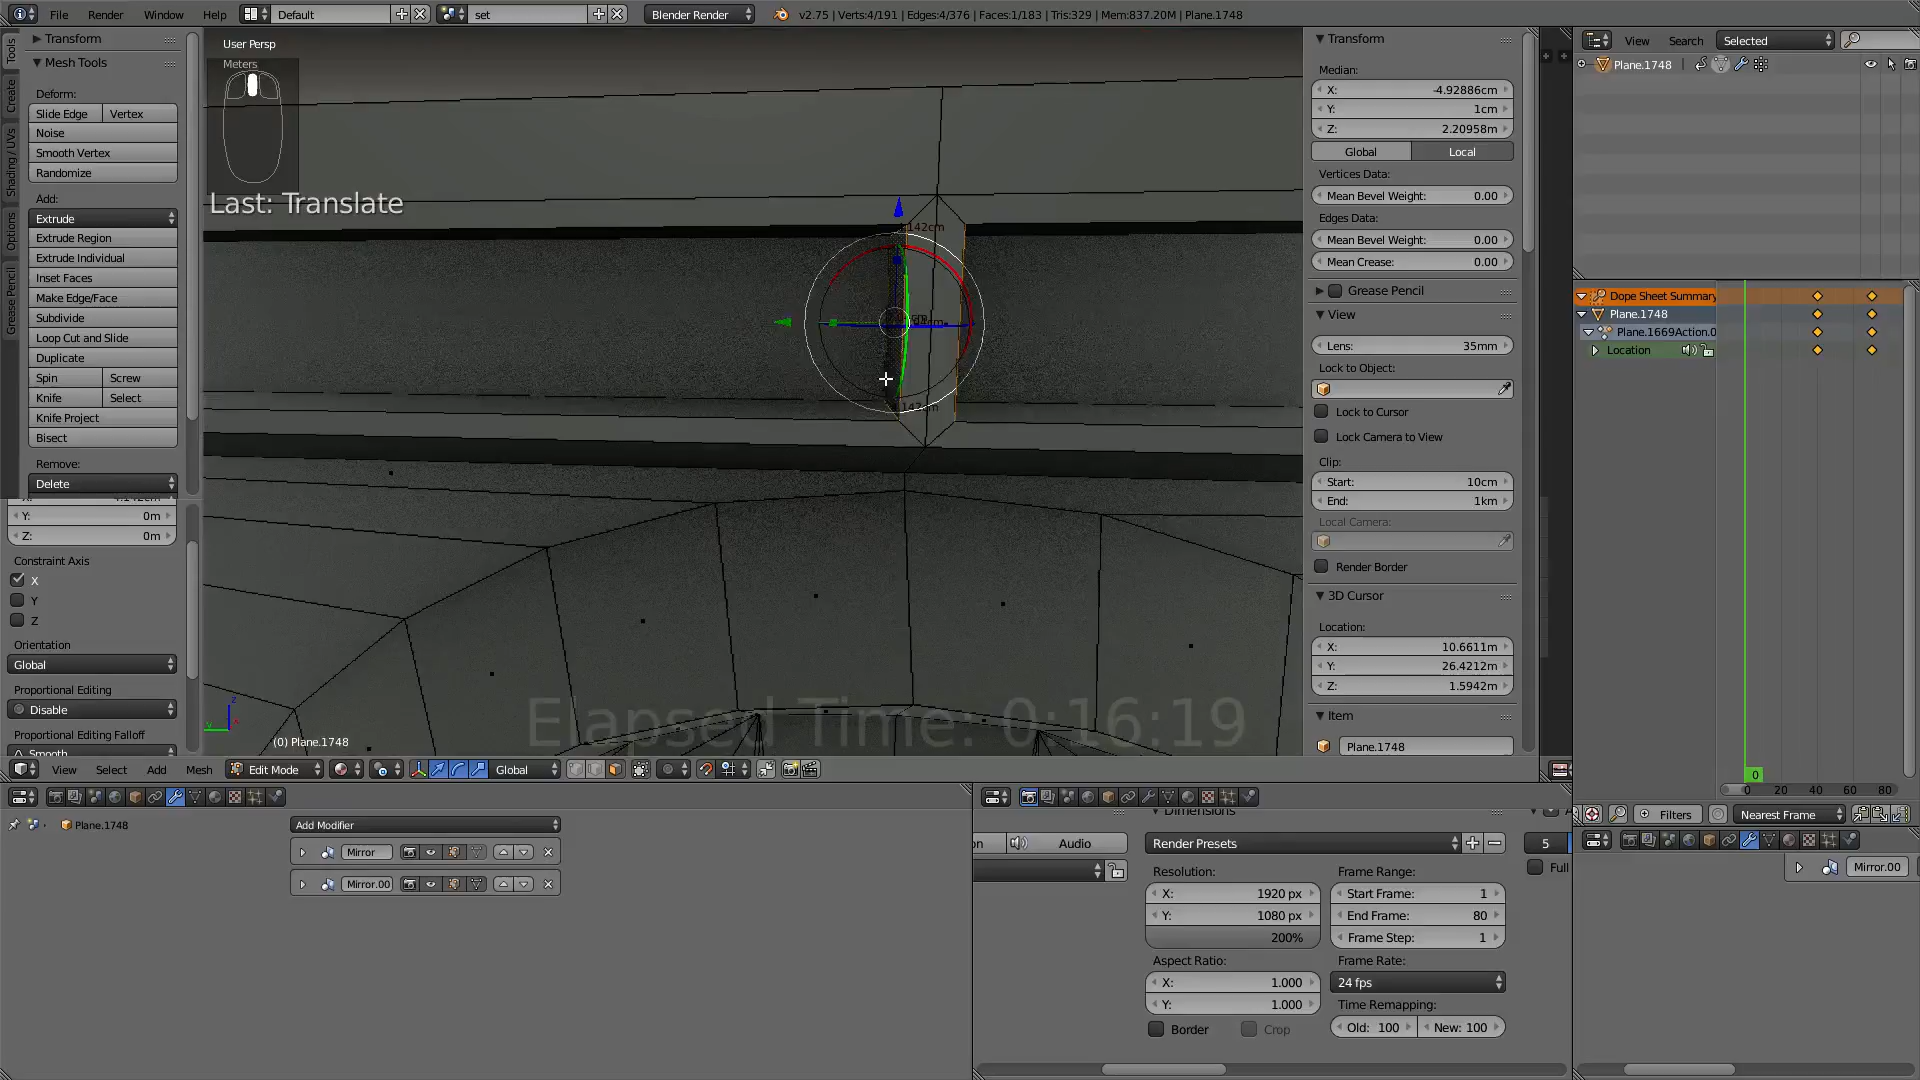 File Render Window Help Default set Blender Render v2.75 | Verts:4/191 | Edges:4/376 | Faces:1/183 | Tris:329 | Mem:837.20M | Plane.1748
Tools
Create
Shading / UVs
Options
Grease Pencil
Transform
Mesh Tools
Deform:
Slide Edge Vertex
Noise
Smooth Vertex
Randomize
Add:
Extrude
Extrude Region
Extrude Individual
Inset Faces
Make Edge/Face
Subdivide
Loop Cut and Slide
Duplicate
Spin Screw
Knife Select
Knife Project
Bisect
Remove:
Delete
Y: 0m
Z: 0m
Constraint Axis
X
Y
Z
Orientation
Global
Proportional Editing
Disable
Proportional Editing Falloff
Smooth
User Persp
Meters
Last: Translate
142cm
Elapsed Time: 0:16:19
(0) Plane.1748
View Select Add Mesh Edit Mode Global
Transform
Median:
X: -4.92886cm
Y: 1cm
Z: 2.20958m
Global Local
Vertices Data:
Mean Bevel Weight: 0.00
Edges Data:
Mean Bevel Weight: 0.00
Mean Crease: 0.00
Grease Pencil
View
Lens: 35mm
Lock to Object:
Lock to Cursor
Lock Camera to View
Clip:
Start: 10cm
End: 1km
Local Camera:
Render Border
3D Cursor
Location:
X: 10.6611m
Y: 26.4212m
Z: 1.5942m
Item
Plane.1748
View Search Selected
Plane.1748
Dope Sheet Summary
Plane.1748
Plane.1669Action.0
Location
0
0 20 40 60 80
Filters Nearest Frame
Mirror.00
Plane.1748
Add Modifier
Mirror
Mirror.00
Dimensions
Audio
Render Presets
5
Full
Resolution:
X: 1920 px
Y: 1080 px
200%
Aspect Ratio:
X: 1.000
Y: 1.000
Border Crop
Frame Range:
Start Frame: 1
End Frame: 80
Frame Step: 1
Frame Rate:
24 fps
Time Remapping:
Old: 100 New: 100